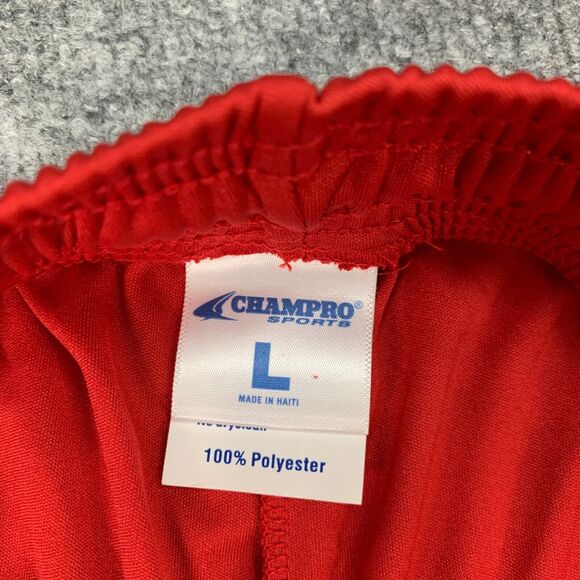 CHAMPRO®
SPORTS
L
MADE IN HAITI
100% Polyester